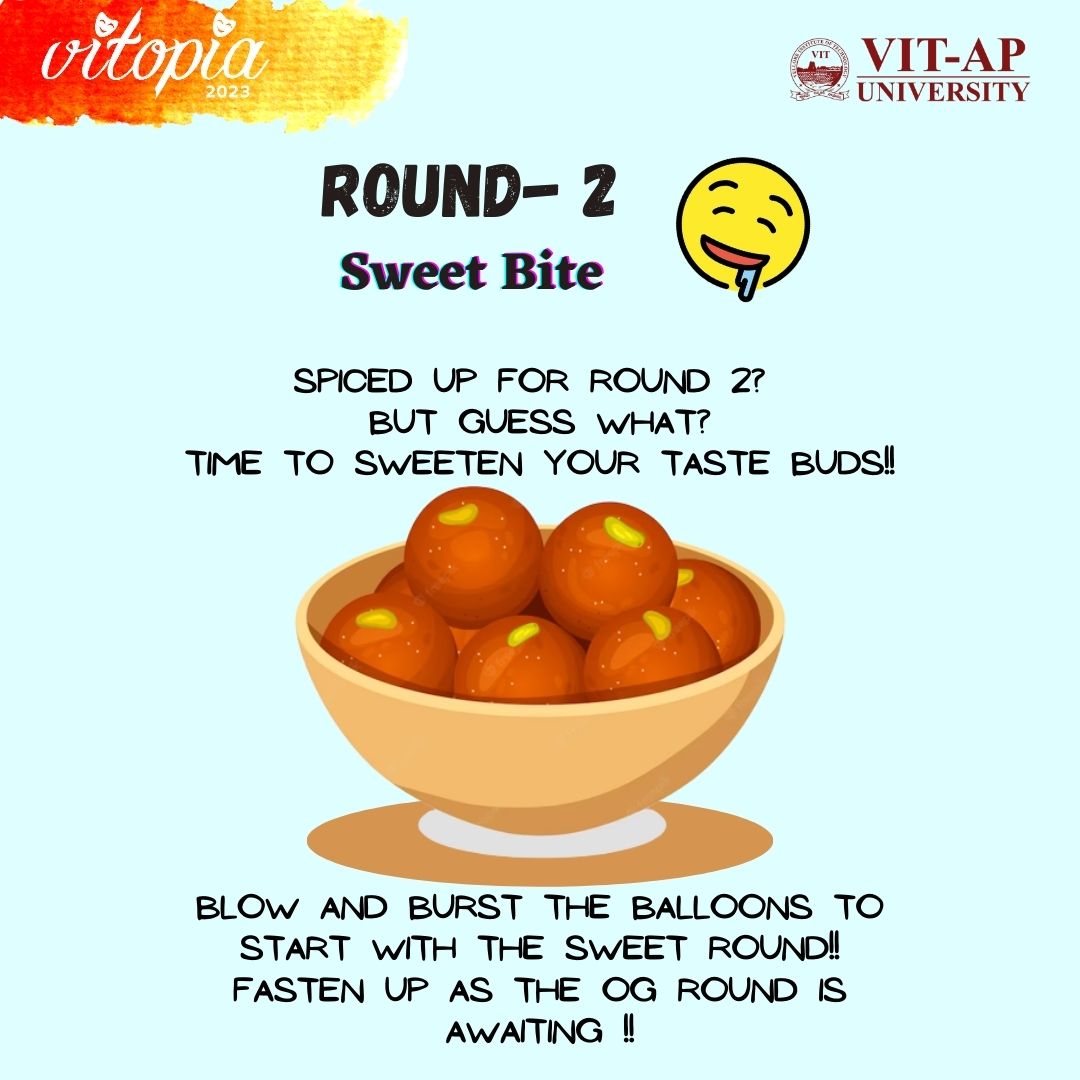 vitopia
2023
VIT
VIT-AP
UNIVERSITY
ROUND- 2
Sweet Bite
SPICED UP FOR ROUND 2?
BUT GUESS WHAT?
TIME TO SWEETEN YOUR TASTE BUDS!!
BLOW AND BURST THE BALLOONS TO
START WITH THE SWEET ROUND!!
FASTEN UP AS THE OG ROUND IS
AWAITING !!